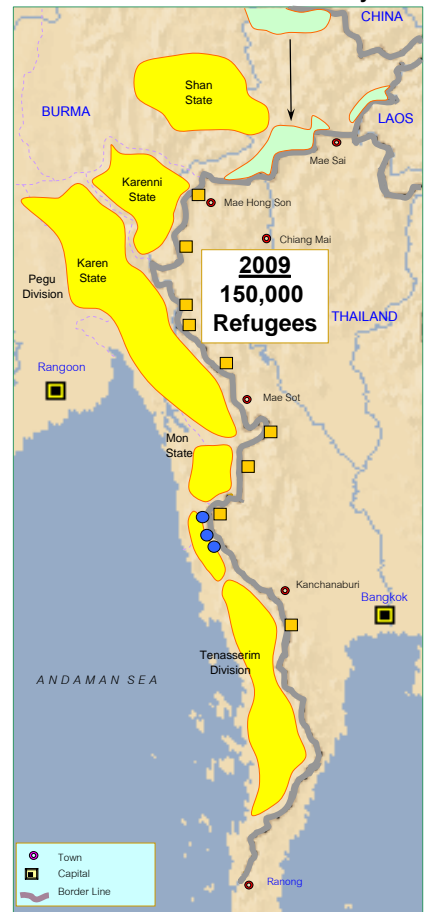 CHINA
Shan
State
BURMA
LAOS
Mae Sai
Karenni
State
Mae Hong Son
Chiang Mai
Karen
State
2009
150,000
Refugees
Pegu
Division
THAILAND
Rangoon
Mae Sot
Mon
State
Kanchanaburi
Bangkok
Tenasserim
Division
ANDAMAN SEA
Town
Capital
Border Line
Ranong